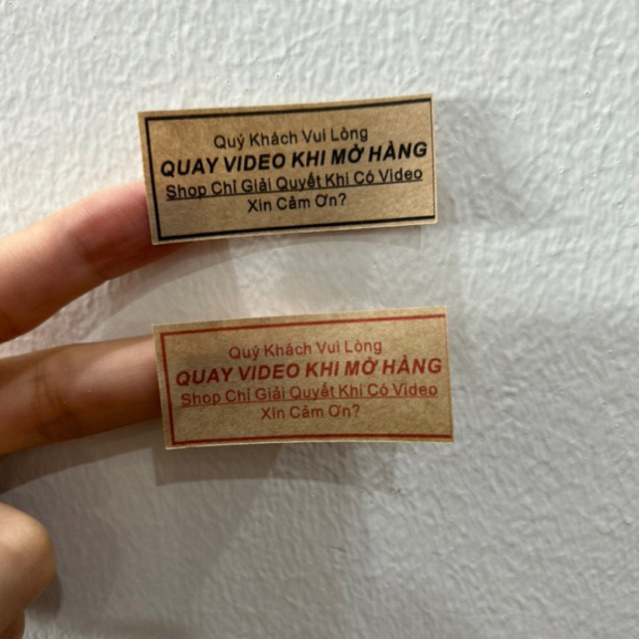 Quý Khách Vui Lòng
QUAY VIDEO KHI MỞ HÀNG
Shop Chỉ Giải Quyết Khi Có Video
Xin Cảm Ơn?
Quý Khách Vui Lòng
QUAY VIDEO KHI MỞ HÀNG
Shop Chỉ Giải Quyết Khi Có Video
Xin Cảm Ơn?